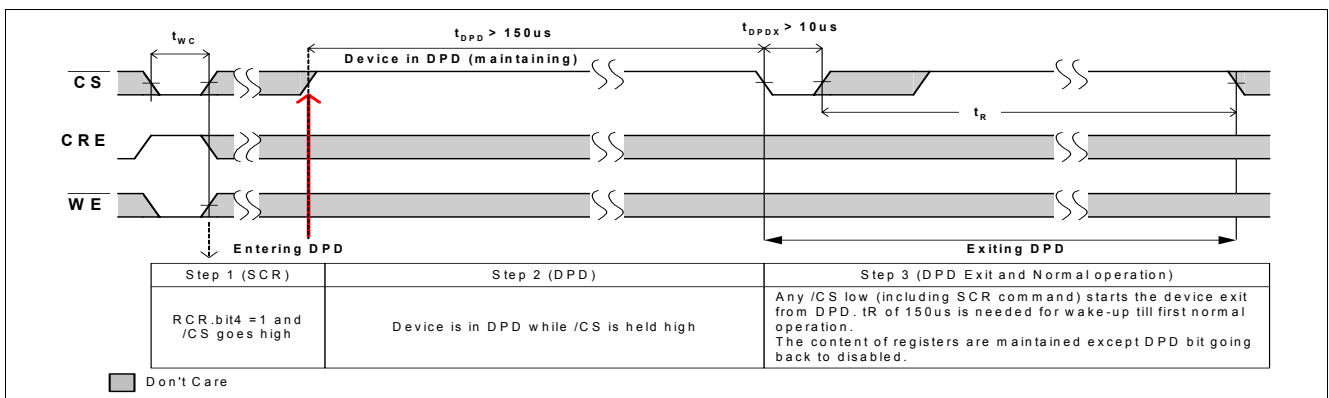 tWC
tDPD > 150us
tDPDX > 10us
Device in DPD (maintaining)
CS
tR
CRE
WE
Entering DPD
Exiting DPD
Step 1 (SCR)
Step 2 (DPD)
Step 3 (DPD Exit and Normal operation)
RCR.bit4 =1 and
/CS goes high
Device is in DPD while /CS is held high
Any /CS low (including SCR command) starts the device exit
from DPD. tR of 150us is needed for wake-up till first normal
operation.
The content of registers are maintained except DPD bit going
back to disabled.
Don't Care